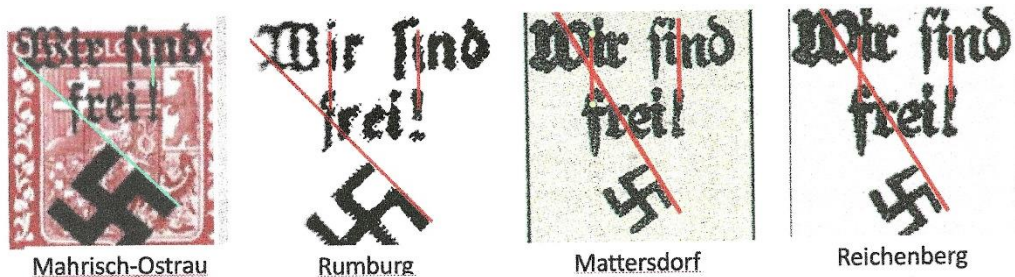 Wir sind
frei!
Mahrisch-Ostrau
Wir sind
frei!
Rumburg
Wir sind
frei!
Mattersdorf
Wir sind
frei!
Reichenberg